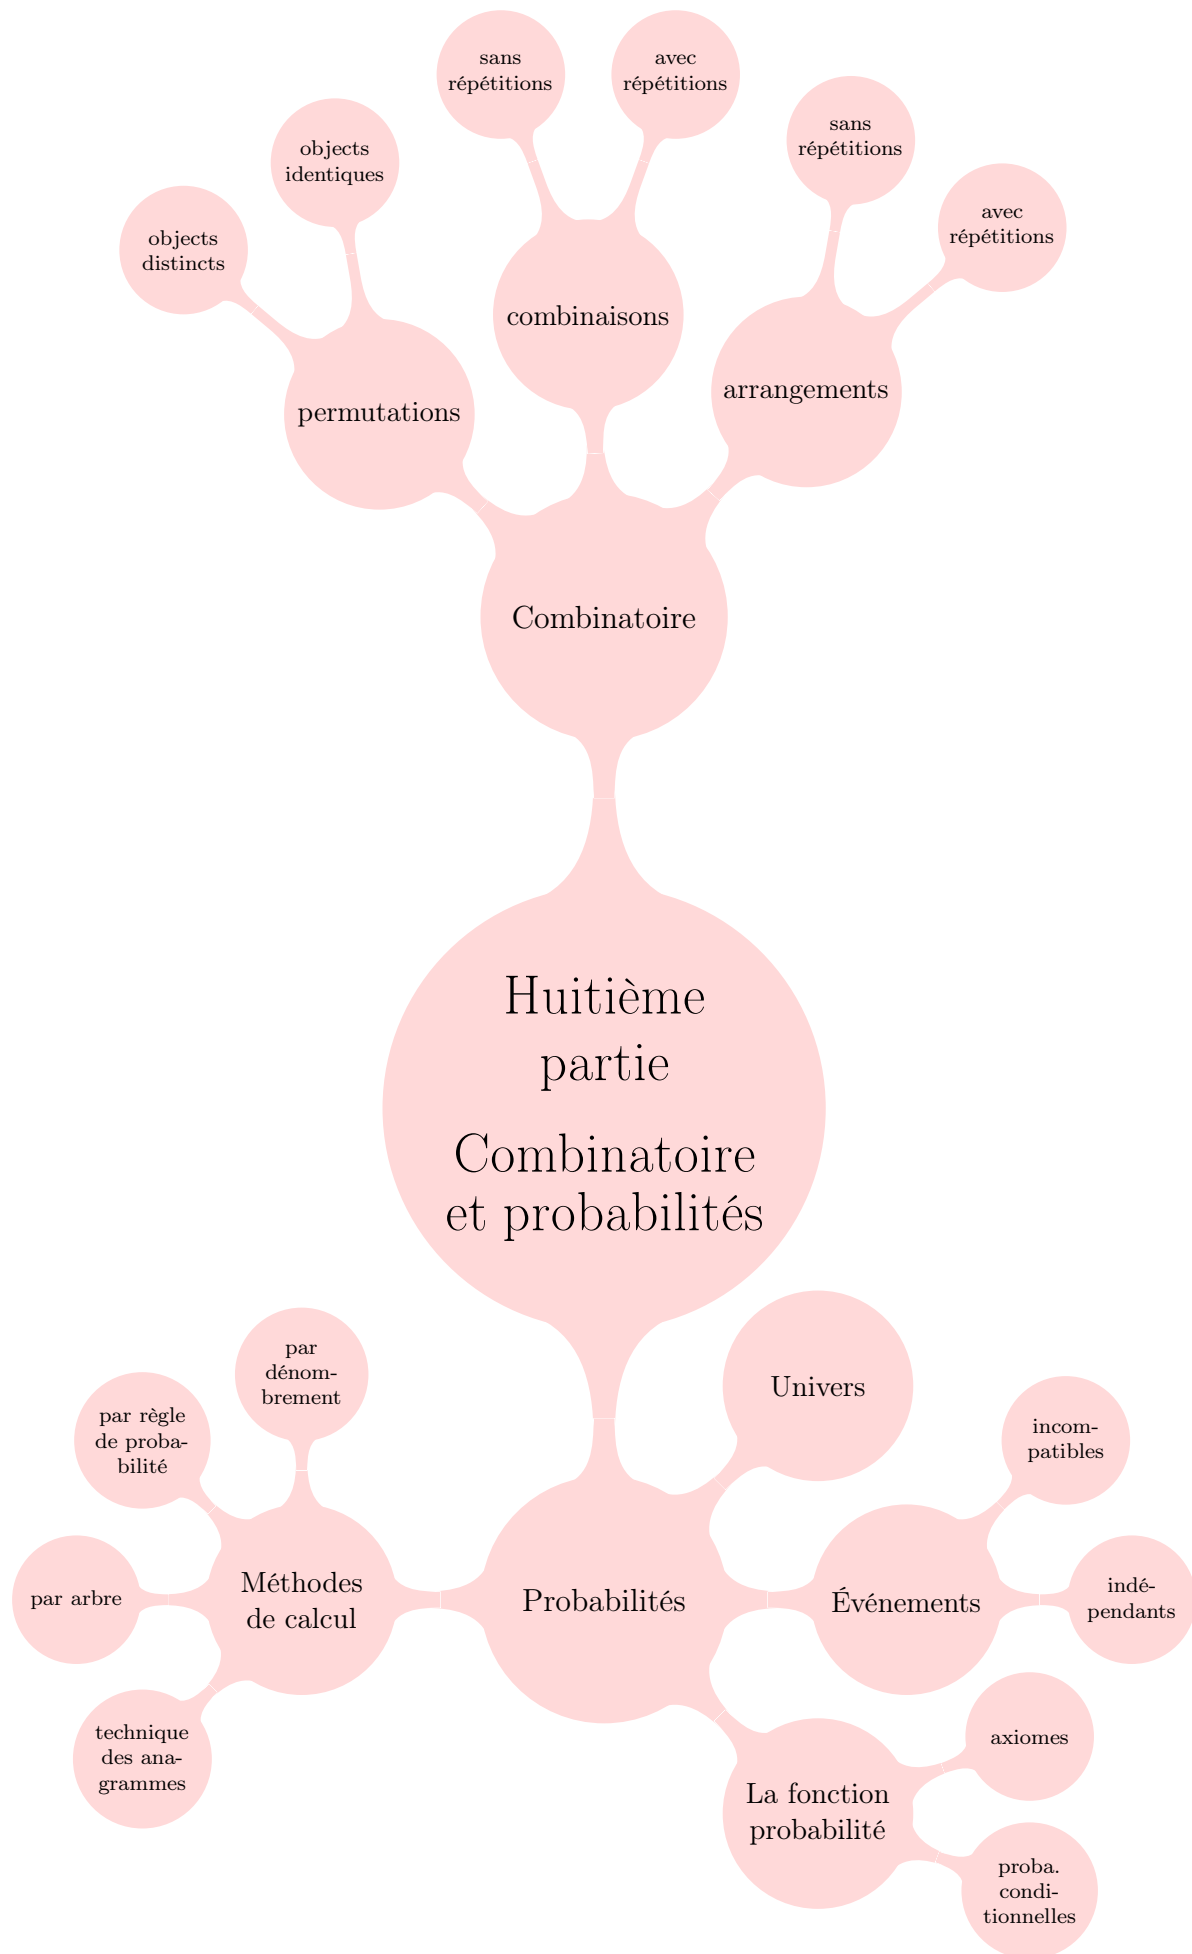 sans
répétitions
avec
répétitions
sans
répétitions
objects
identiques
avec
répétitions
objects
distincts
combinaisons
arrangements
permutations
Combinatoire
Huitième
partie
Combinatoire
et probabilités
par
dénom-
brement
Univers
par règle
de proba-
bilité
incom-
patibles
Méthodes
de calcul
Probabilités
Événements
par arbre
indé-
pendants
technique
des ana-
grammes
axiomes
La fonction
probabilité
proba.
condi-
tionnelles